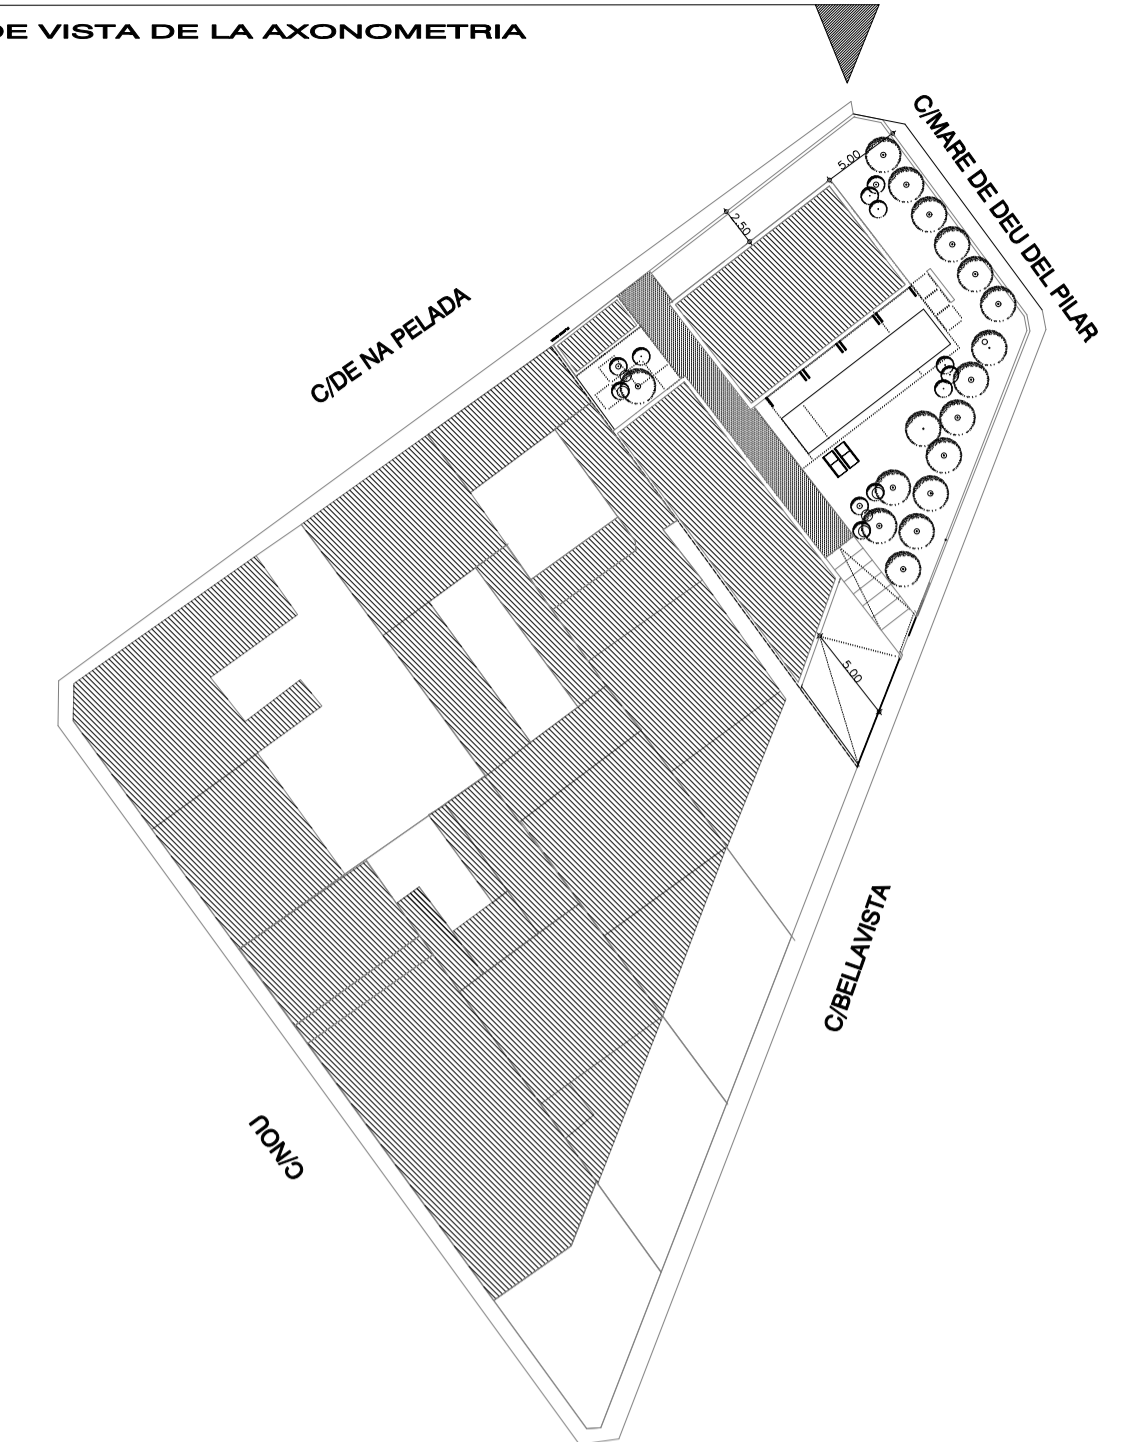 DE VISTA DE LA AXONOMETRIA
C/MARE DE DEU DEL PILAR
5.00
2.50
C/DE NA PELADA
5.00
C/BELLAVISTA
C/NOU